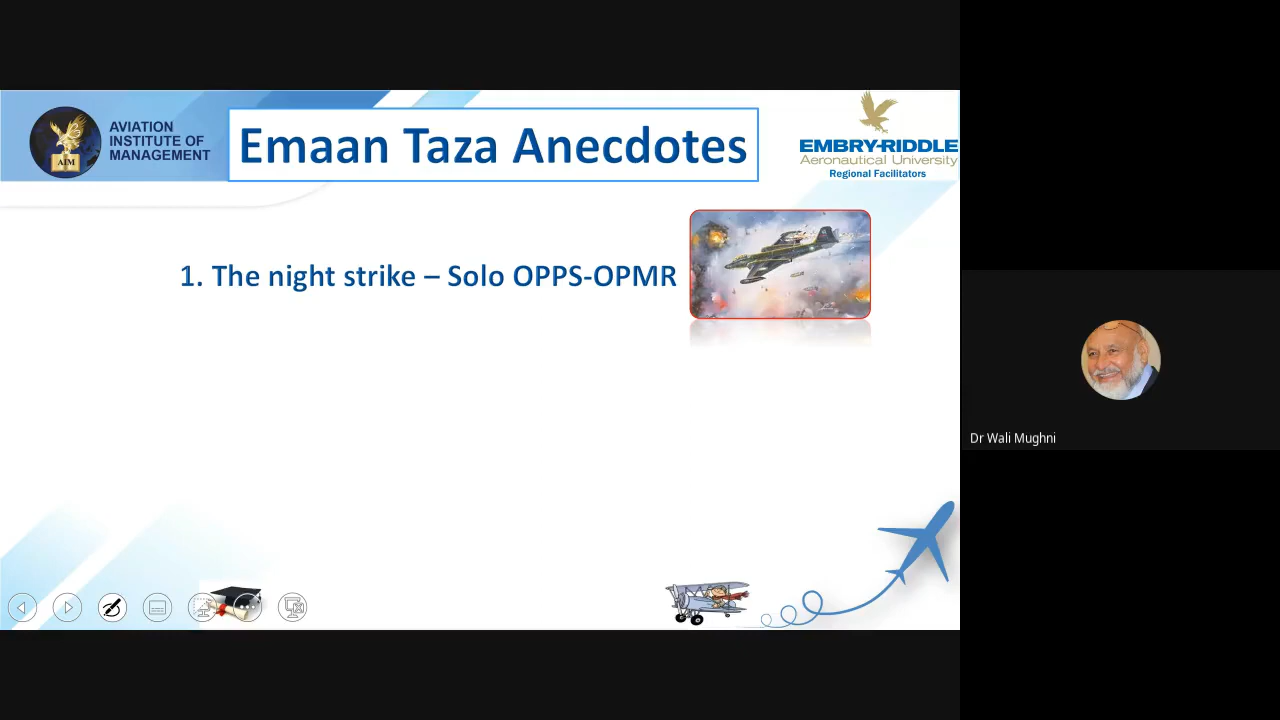 AVIATION
INSTITUTE OF
MANAGEMENT
AIM
Emaan Taza Anecdotes
EMBRY-RIDDLE
Aeronautical University
Regional Facilitators
1. The night strike – Solo OPPS-OPMR
Dr Wali Mughni